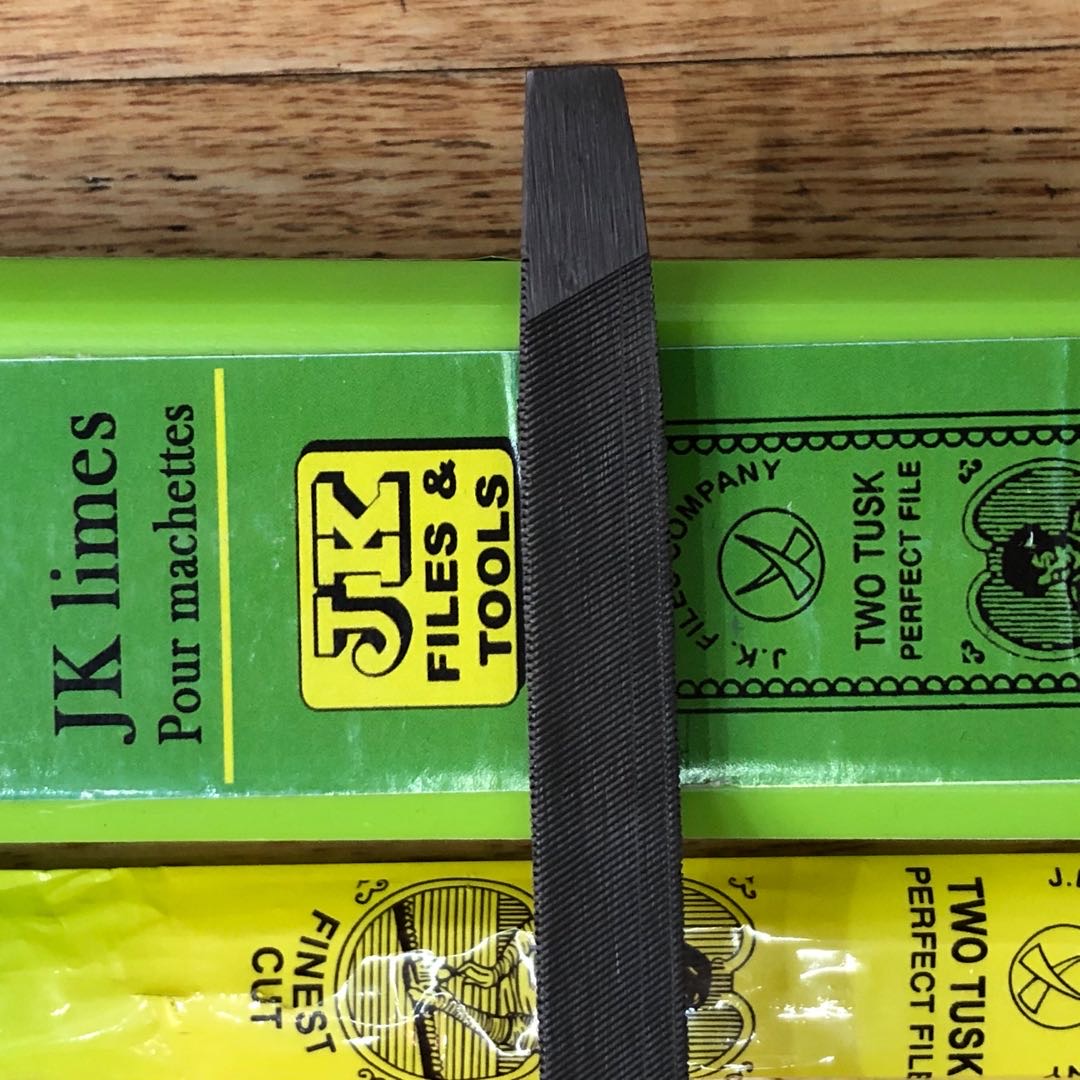 JK limes
Pour machettes
JK
FILES &
TOOLS
J.K. FILES COMPANY
TWO TUSK
PERFECT FILE
FINEST
CUT
TWO TUSK
PERFECT FILE